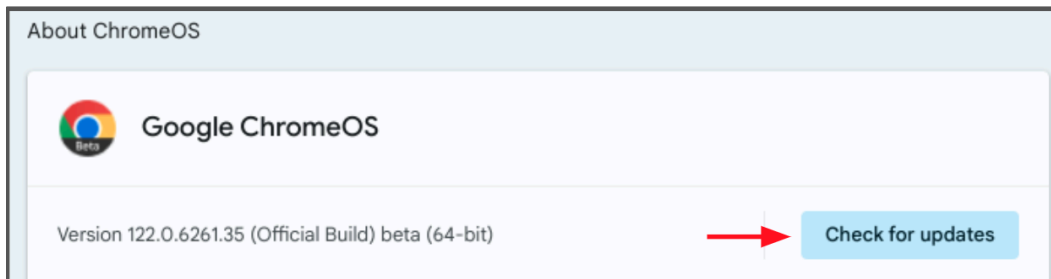 About ChromeOS
Beta
Google ChromeOS
Version 122.0.6261.35 (Official Build) beta (64-bit)
Check for updates